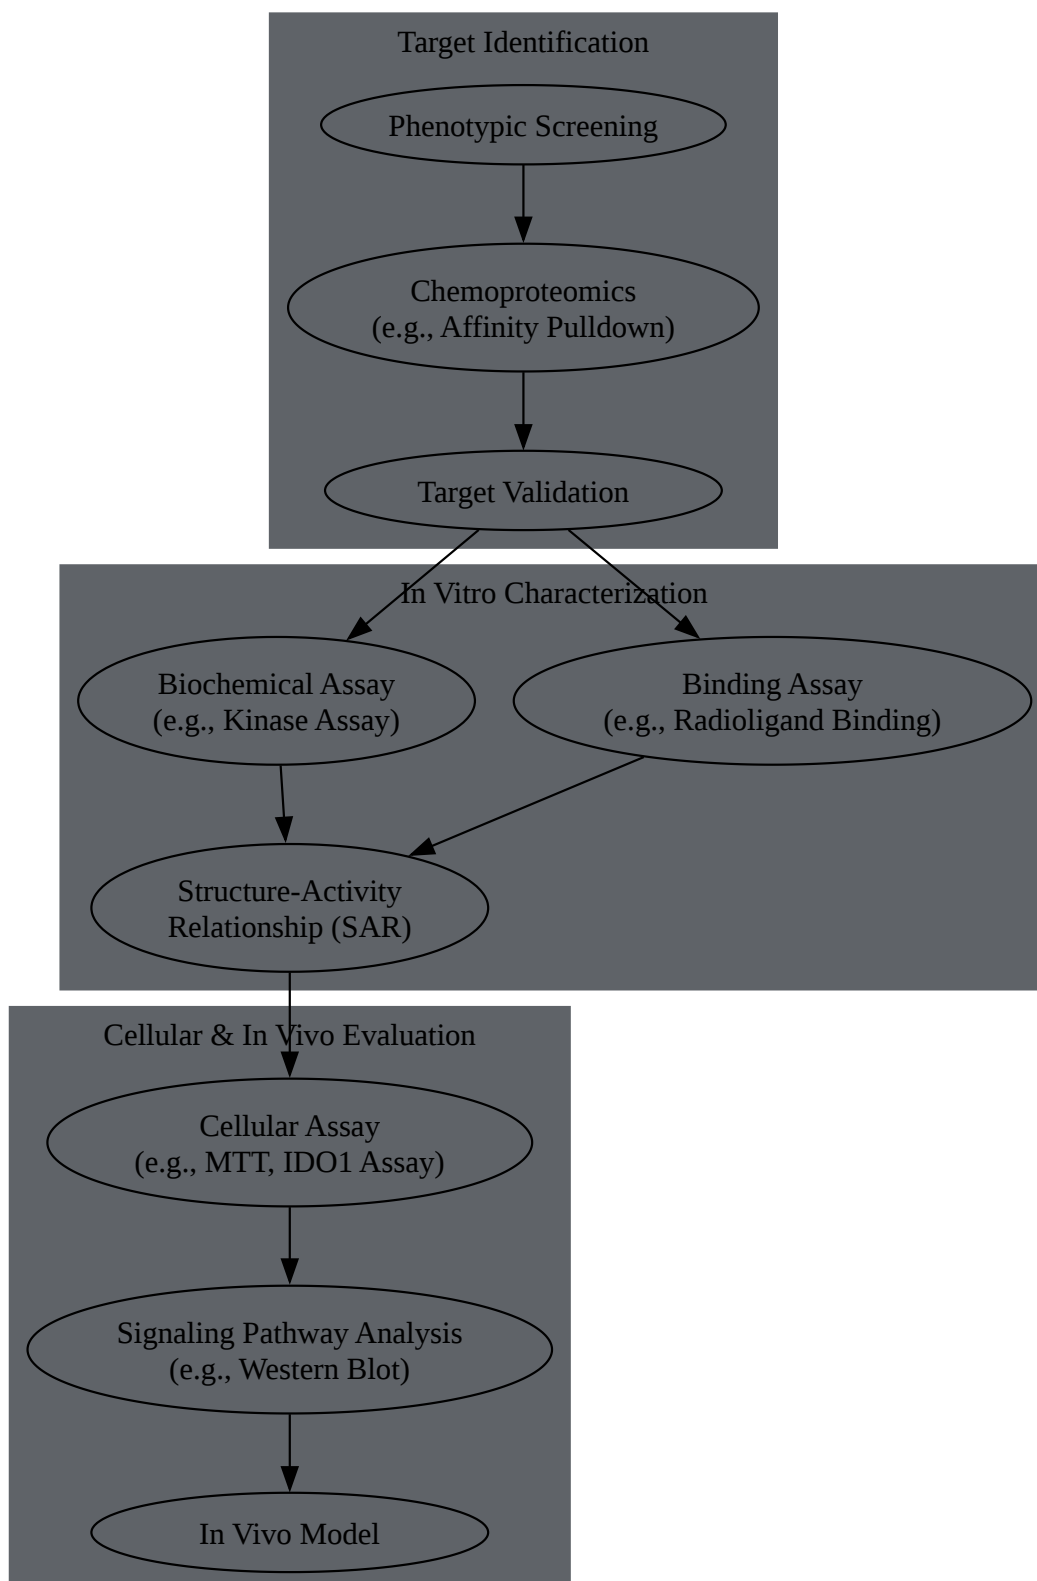 Target Identification
Phenotypic Screening
Chemoproteomics
(e.g., Affinity Pulldown)
Target Validation
In Vitro Characterization
Biochemical Assay
(e.g., Kinase Assay)
Binding Assay
(e.g., Radioligand Binding)
Structure-Activity
Relationship (SAR)
Cellular & In Vivo Evaluation
Cellular Assay
(e.g., MTT, IDO1 Assay)
Signaling Pathway Analysis
(e.g., Western Blot)
In Vivo Model